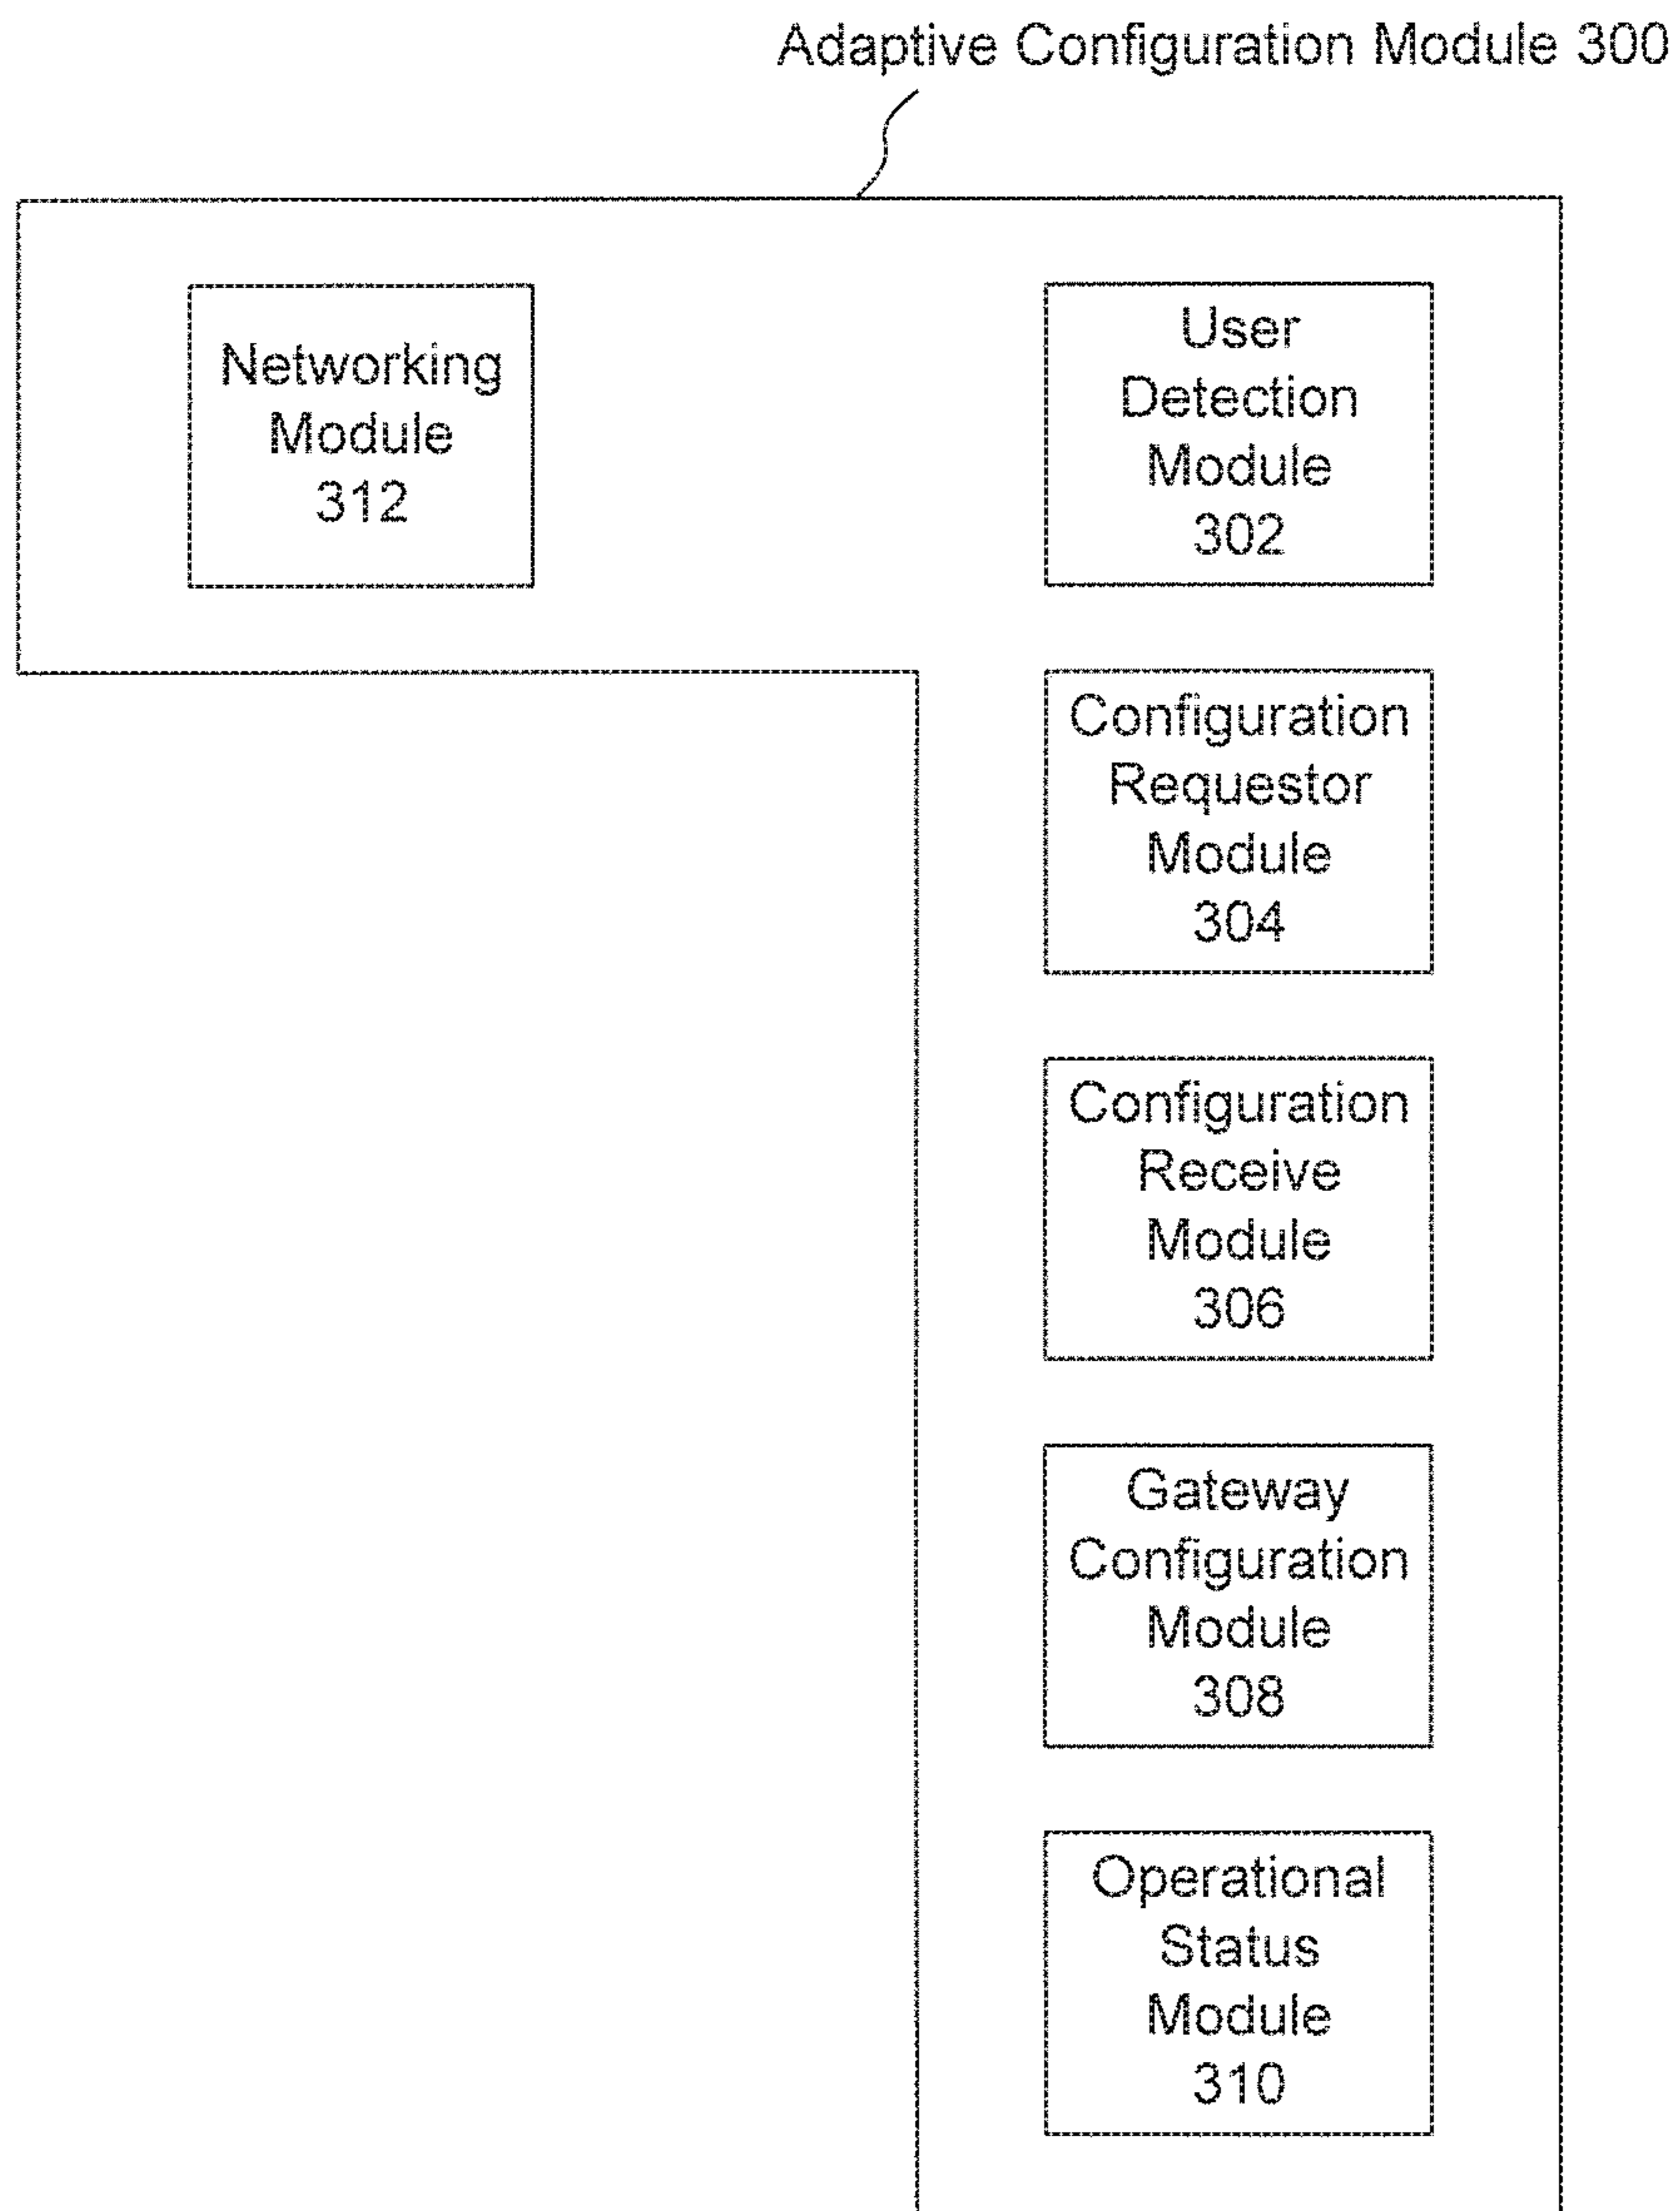 Adaptive Configuration Module 300
Networking
Module
312
User
Detection
Module
302
Configuration
Requestor
Module
304
Configuration
Receive
Module
306
Gateway
Configuration
Module
308
Operational
Status
Module
310